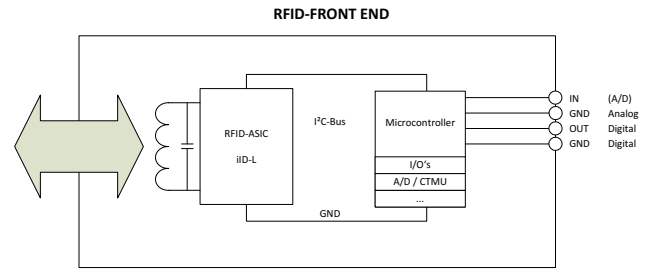 RFID-FRONT END
RFID-ASIC
iID-L
I²C-Bus
Microcontroller
I/O's
A/D / CTMU
...
GND
IN (A/D)
GND Analog
OUT Digital
GND Digital